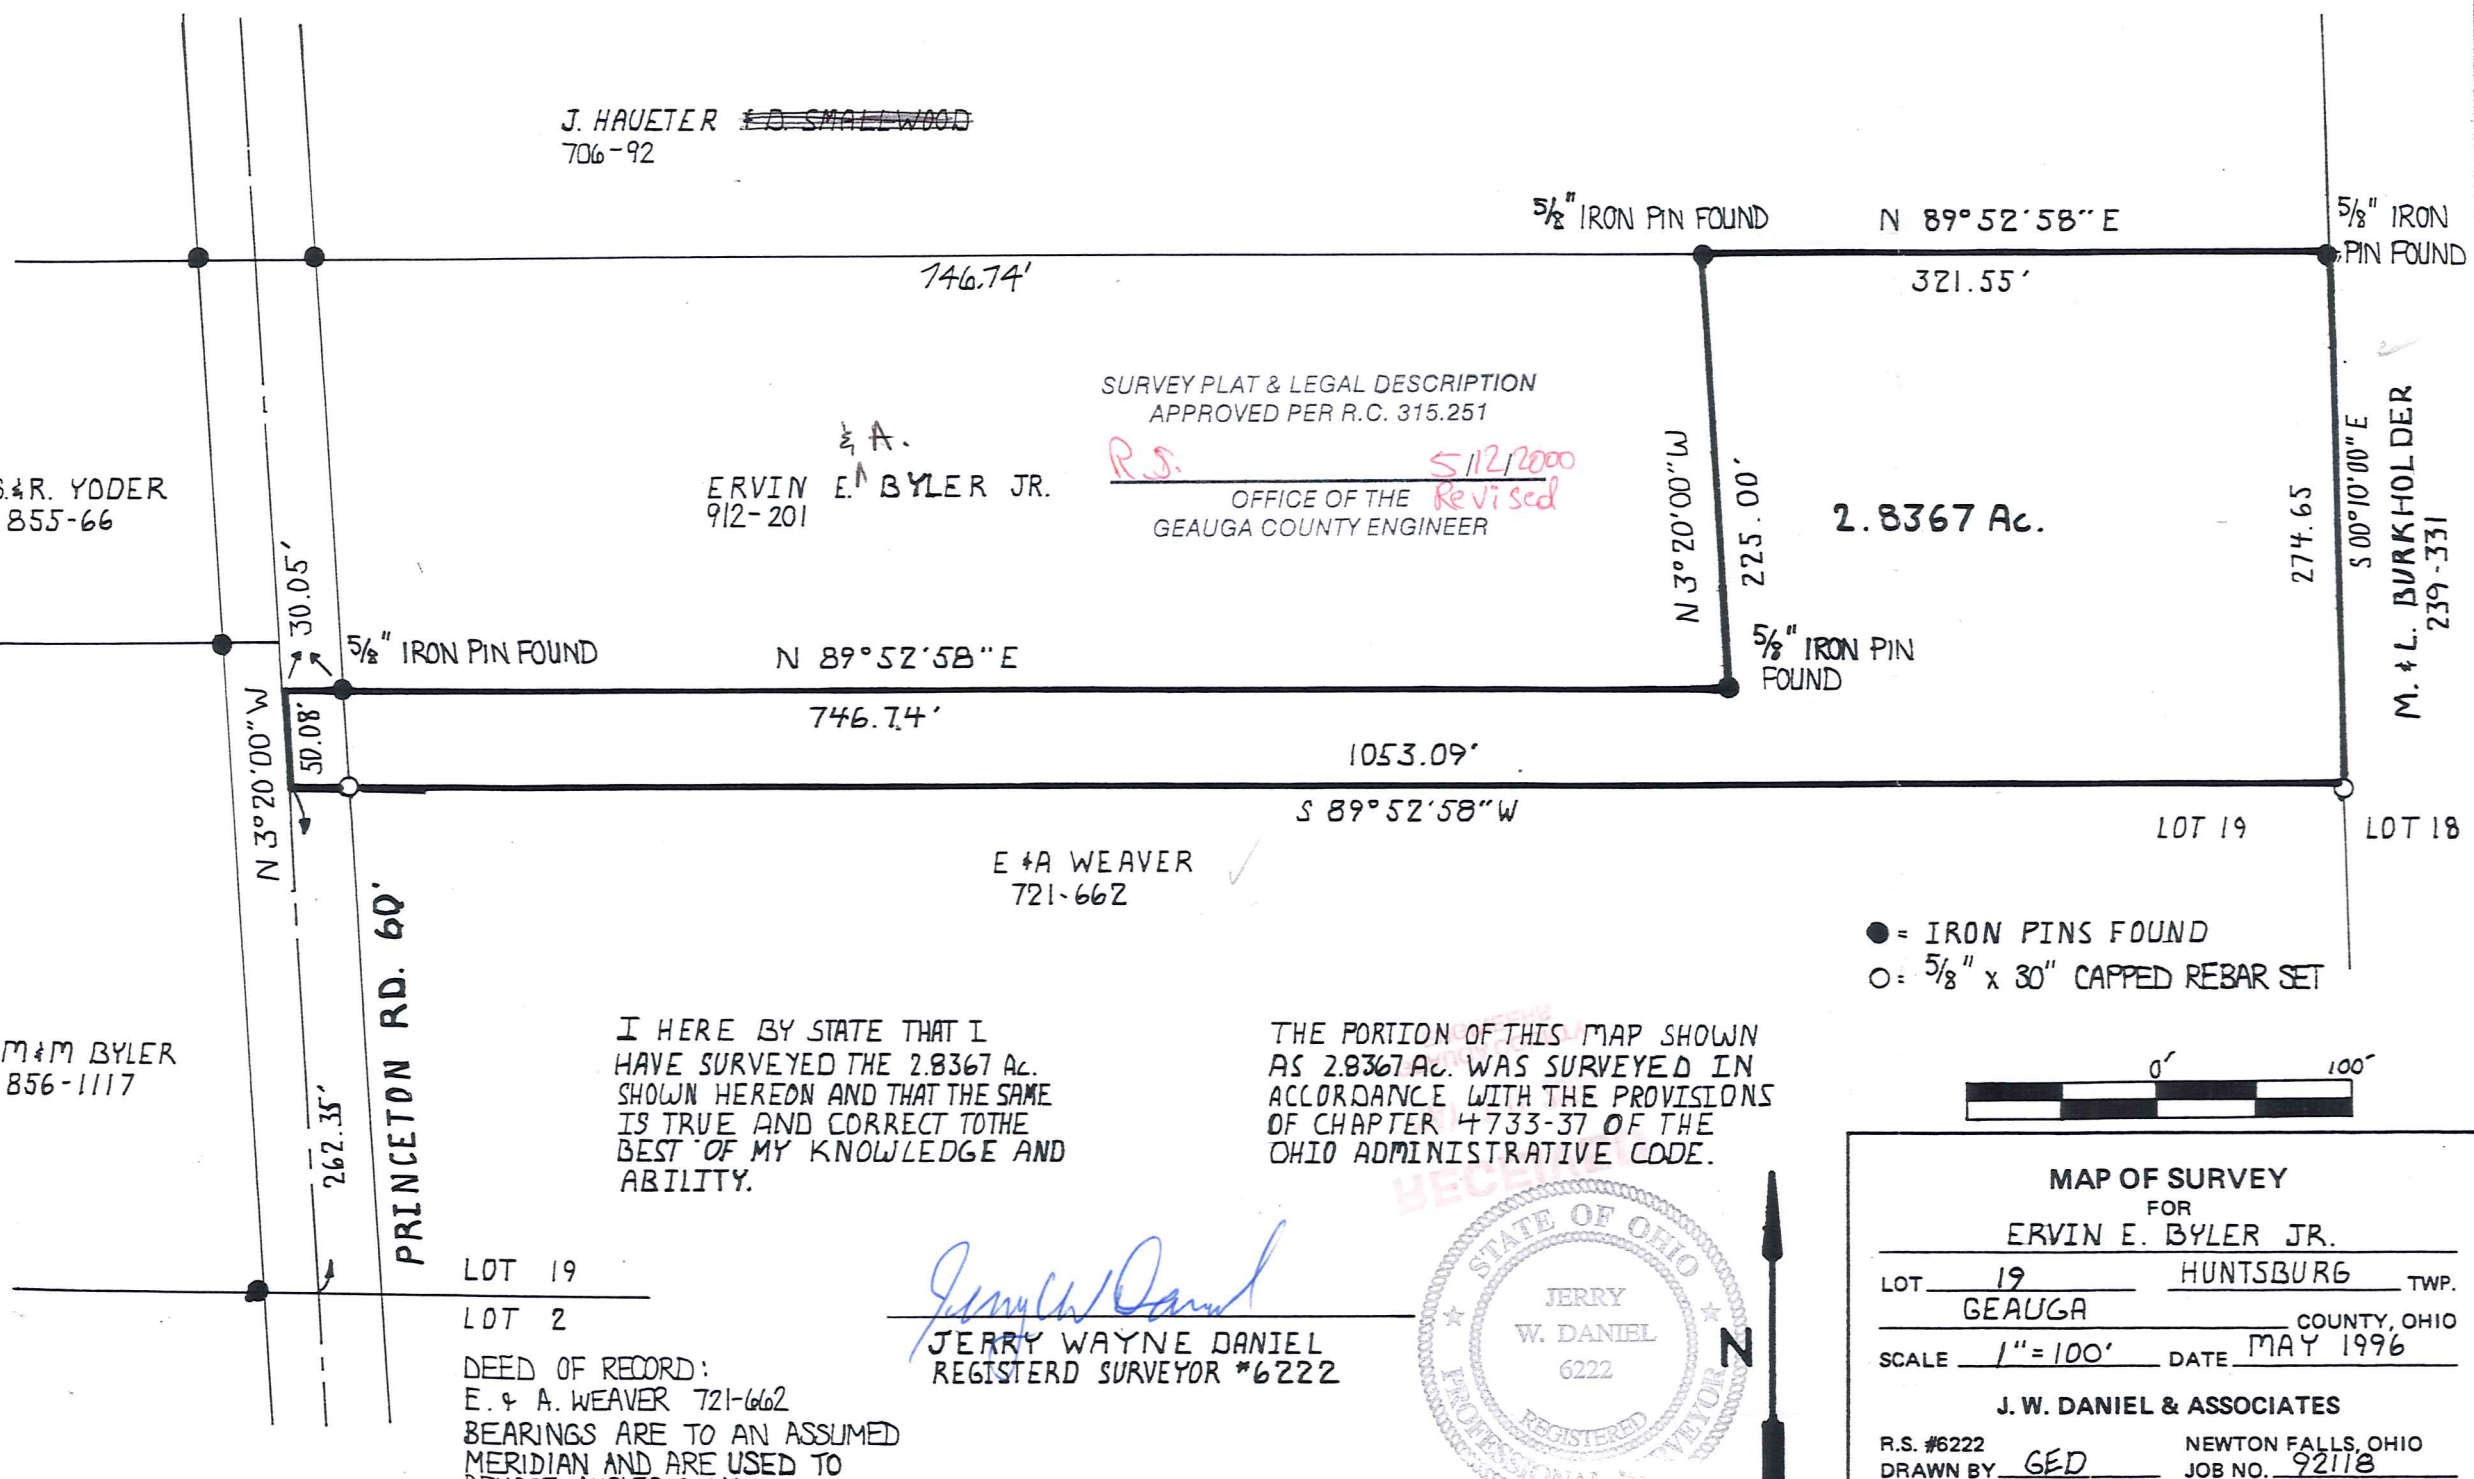 J. HAUETER & D. SMALLWOOD
706-92
5/8" IRON PIN FOUND
N 89°52'58" E
5/8" IRON
PIN FOUND
746.74'
321.55'
SURVEY PLAT & LEGAL DESCRIPTION
APPROVED PER R.C. 315.251
R.S. 5/12/2000
OFFICE OF THE Revised
GEAUGA COUNTY ENGINEER
& A.
ERVIN E.^ BYLER JR.
912-201
&R. YODER
855-66
N 3°20'00" W
225.00'
2.8367 Ac.
274.65
S 00°10'00" E
M. & L. BURKHOLDER
239-331
30.05'
5/8" IRON PIN FOUND
N 89°52'58" E
5/8" IRON PIN
FOUND
746.74'
N 3°20'00" W
50.08'
1053.09'
S 89°52'58" W
LOT 19
LOT 18
E & A WEAVER
721-662
PRINCETON RD. 60'
262.35'
● = IRON PINS FOUND
O = 5/8" x 30" CAPPED REBAR SET
M & M BYLER
856-1117
I HERE BY STATE THAT I
HAVE SURVEYED THE 2.8367 Ac.
SHOWN HEREON AND THAT THE SAME
IS TRUE AND CORRECT TO THE
BEST OF MY KNOWLEDGE AND
ABILITY.
THE PORTION OF THIS MAP SHOWN
AS 2.8367 Ac. WAS SURVEYED IN
ACCORDANCE WITH THE PROVISIONS
OF CHAPTER 4733-37 OF THE
OHIO ADMINISTRATIVE CODE.
RECEIVED
0' 100'
LOT 19
LOT 2
DEED OF RECORD:
E. & A. WEAVER 721-662
BEARINGS ARE TO AN ASSUMED
MERIDIAN AND ARE USED TO
Jerry W Daniel
JERRY WAYNE DANIEL
REGISTERD SURVEYOR #6222
STATE OF OHIO
JERRY
W. DANIEL
6222
REGISTERED
PROFESSIONAL SURVEYOR
N
MAP OF SURVEY
FOR
ERVIN E. BYLER JR.
LOT 19 HUNTSBURG TWP.
GEAUGA COUNTY, OHIO
SCALE 1"=100' DATE MAY 1996
J. W. DANIEL & ASSOCIATES
R.S. #6222 NEWTON FALLS, OHIO
DRAWN BY GED JOB NO. 92118